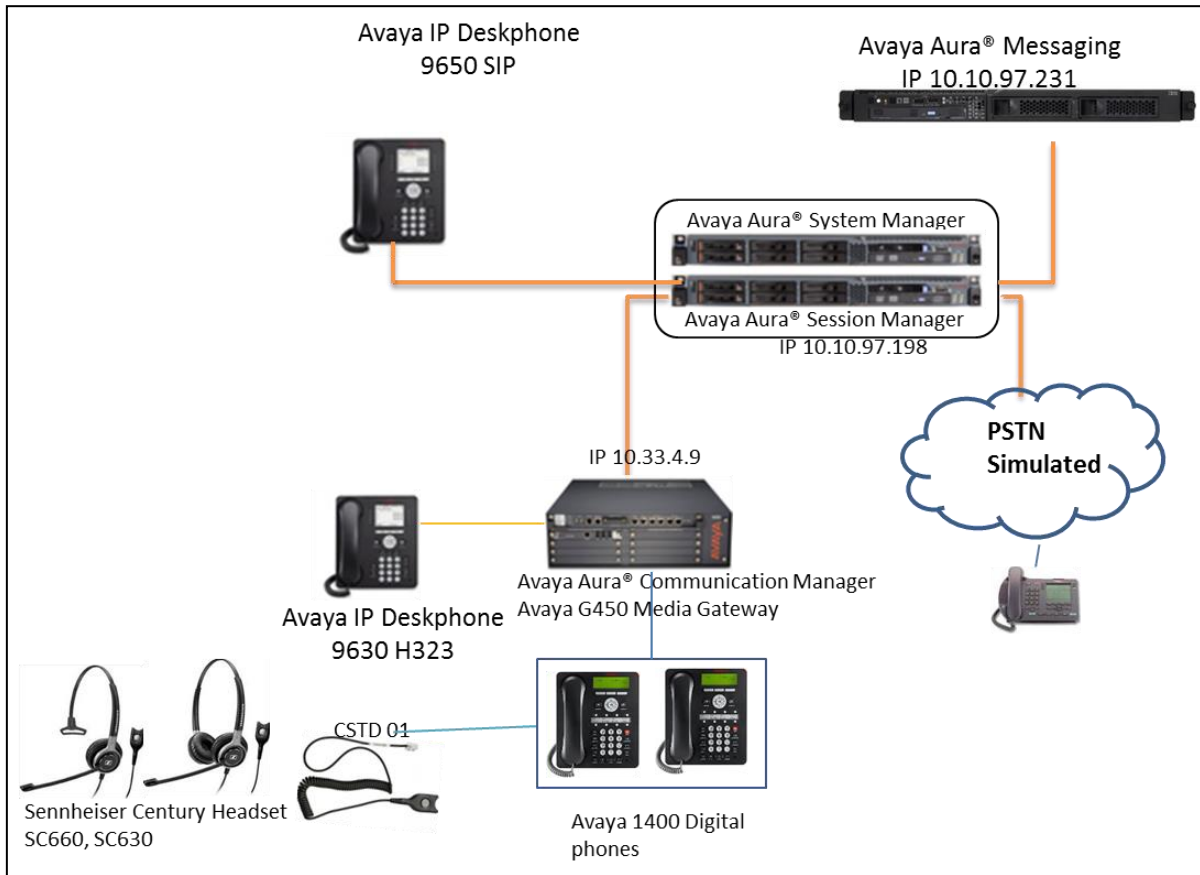 Avaya IP Deskphone
9650 SIP
Avaya Aura® Messaging
IP 10.10.97.231
Avaya Aura® System Manager
Avaya Aura® Session Manager
IP 10.10.97.198
PSTN
Simulated
IP 10.33.4.9
AVAYA
Avaya Aura® Communication Manager
Avaya G450 Media Gateway
Avaya IP Deskphone
9630 H323
CSTD 01
Sennheiser Century Headset
SC660, SC630
Avaya 1400 Digital
phones